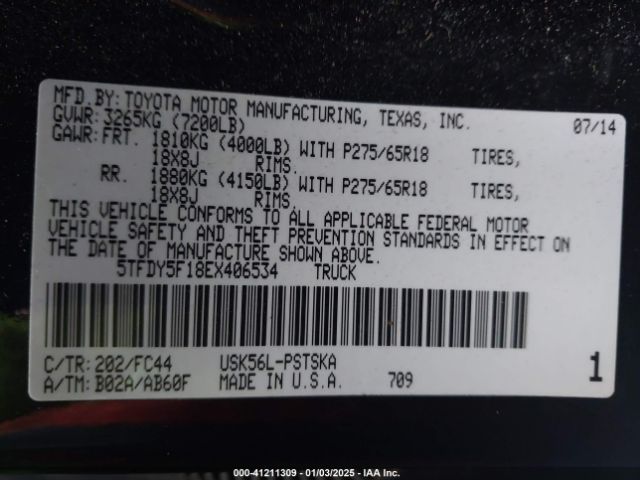 MFD.BY: TOYOTA MOTOR MANUFACTURING, TEXAS, INC. 07/14
GVWR: 3265KG (7200LB)
GAWR: FRT. 1810KG (4000LB) WITH P275/65R18 TIRES,
18X8J RIMS.
RR. 1880KG (4150LB) WITH P275/65R18 TIRES,
18X8J RIMS.
THIS VEHICLE CONFORMS TO ALL APPLICABLE FEDERAL MOTOR
VEHICLE SAFETY AND THEFT PREVENTION STANDARDS IN EFFECT ON
THE DATE OF MANUFACTURE SHOWN ABOVE.
5TFDY5F18EX406534 TRUCK
C/TR: 202/FC44 USK56L-PSTSKA 1
A/TM: B02A/AB60F MADE IN U.S.A. 709
000-41211309 - 01/03/2025 - IAAI, Inc.